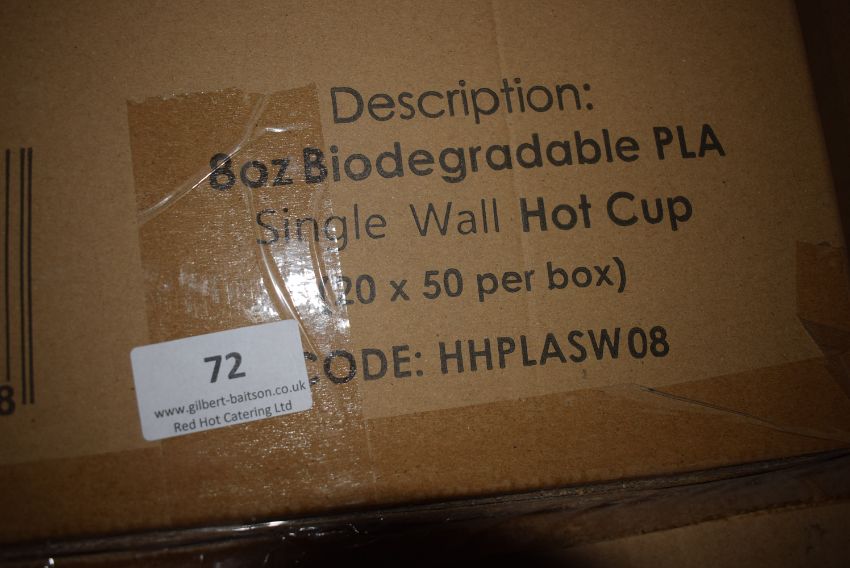 Description:
8oz Biodegradable PLA
Single Wall Hot Cup
(20 x 50 per box)
CODE: HHPLASW08
72
www.gilbert-baitson.co.uk
Red Hot Catering Ltd
8